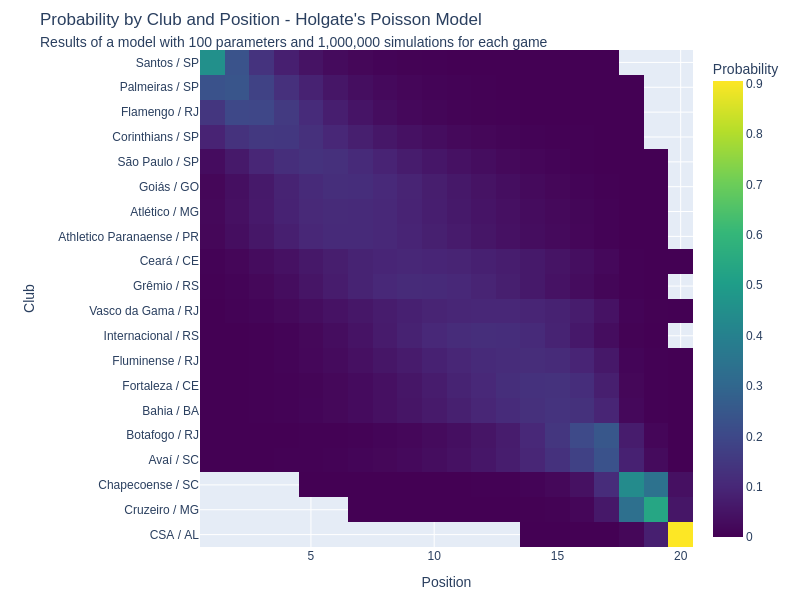 Probability by Club and Position - Holgate's Poisson Model
Results of a model with 100 parameters and 1,000,000 simulations for each game
Probability
Santos / SP
Palmeiras / SP
Flamengo / RJ
Corinthians / SP
São Paulo / SP
Goiás / GO
Atlético / MG
Athletico Paranaense / PR
Ceará / CE
Grêmio / RS
Vasco da Gama / RJ
Internacional / RS
Fluminense / RJ
Fortaleza / CE
Bahia / BA
Botafogo / RJ
Avaí / SC
Chapecoense / SC
Cruzeiro / MG
CSA / AL
Club
5
10
15
20
Position
0.9
0.8
0.7
0.6
0.5
0.4
0.3
0.2
0.1
0